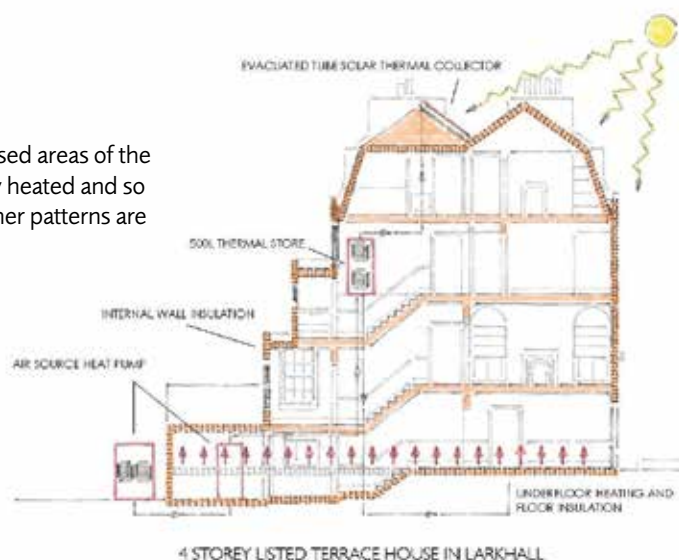 EVACUATED TUBE SOLAR THERMAL COLLECTOR
sed areas of the
y heated and so
her patterns are
500L THERMAL STORE
INTERNAL WALL INSULATION
AIR SOURCE HEAT PUMP
UNDERFLOOR HEATING AND
FLOOR INSULATION
4 STOREY LISTED TERRACE HOUSE IN LARKHALL